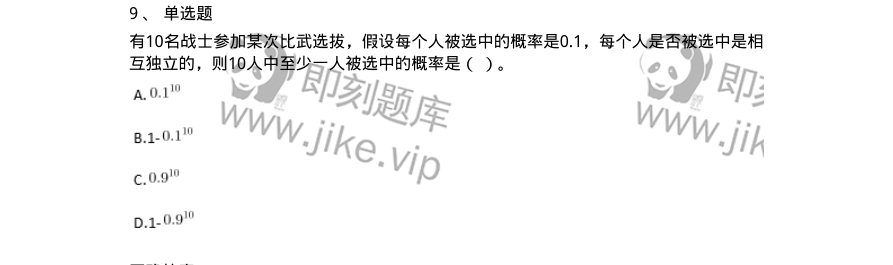 9 、 单选题
有10名战士参加某次比武选拔，假设每个人被选中的概率是0.1，每个人是否被选中是相
互独立的，则10人中至少一人被选中的概率是（ ）。
A. 0.1^10
B.1- 0.1^10
C. 0.9^10
D.1- 0.9^10
即刻题库
www.jike.vip
即
www.ji